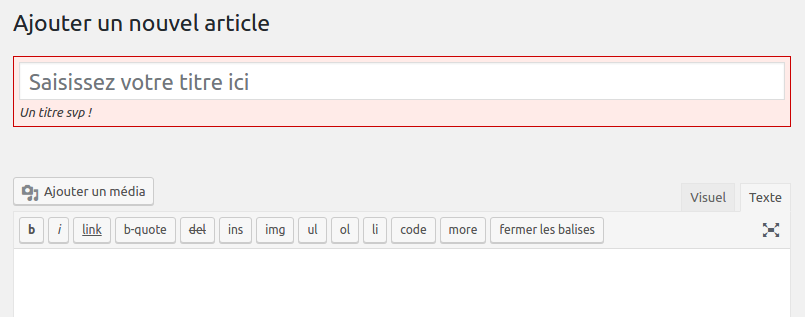 Ajouter un nouvel article
Saisissez votre titre ici
Un titre svp !
Ajouter un média
Visuel Texte
b i link b-quote del ins img ul ol li code more fermer les balises